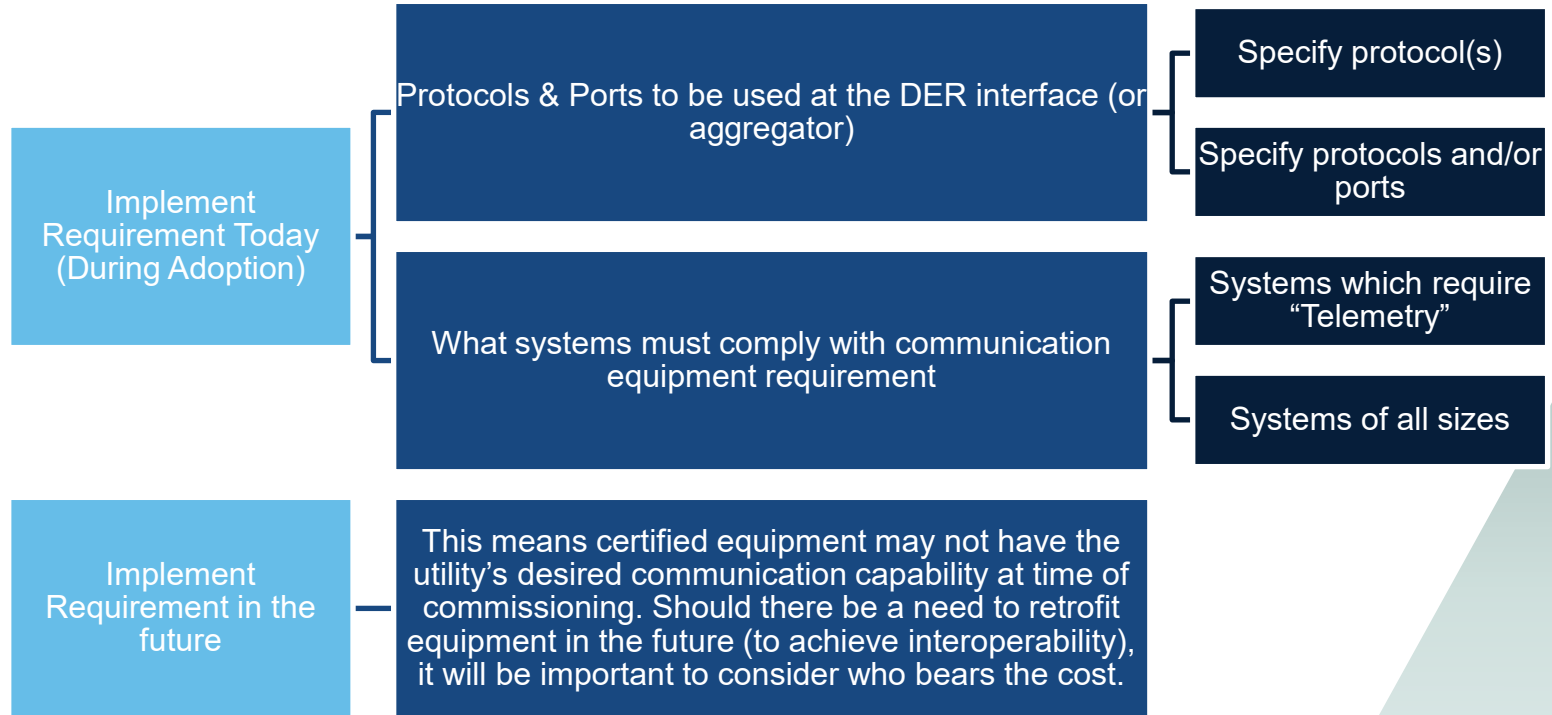 Implement
Requirement Today
(During Adoption)
Protocols & Ports to be used at the DER interface (or
aggregator)
Specify protocol(s)
Specify protocols and/or
ports
What systems must comply with communication
equipment requirement
Systems which require
“Telemetry”
Systems of all sizes
Implement
Requirement in the
future
This means certified equipment may not have the
utility’s desired communication capability at time of
commissioning. Should there be a need to retrofit
equipment in the future (to achieve interoperability),
it will be important to consider who bears the cost.